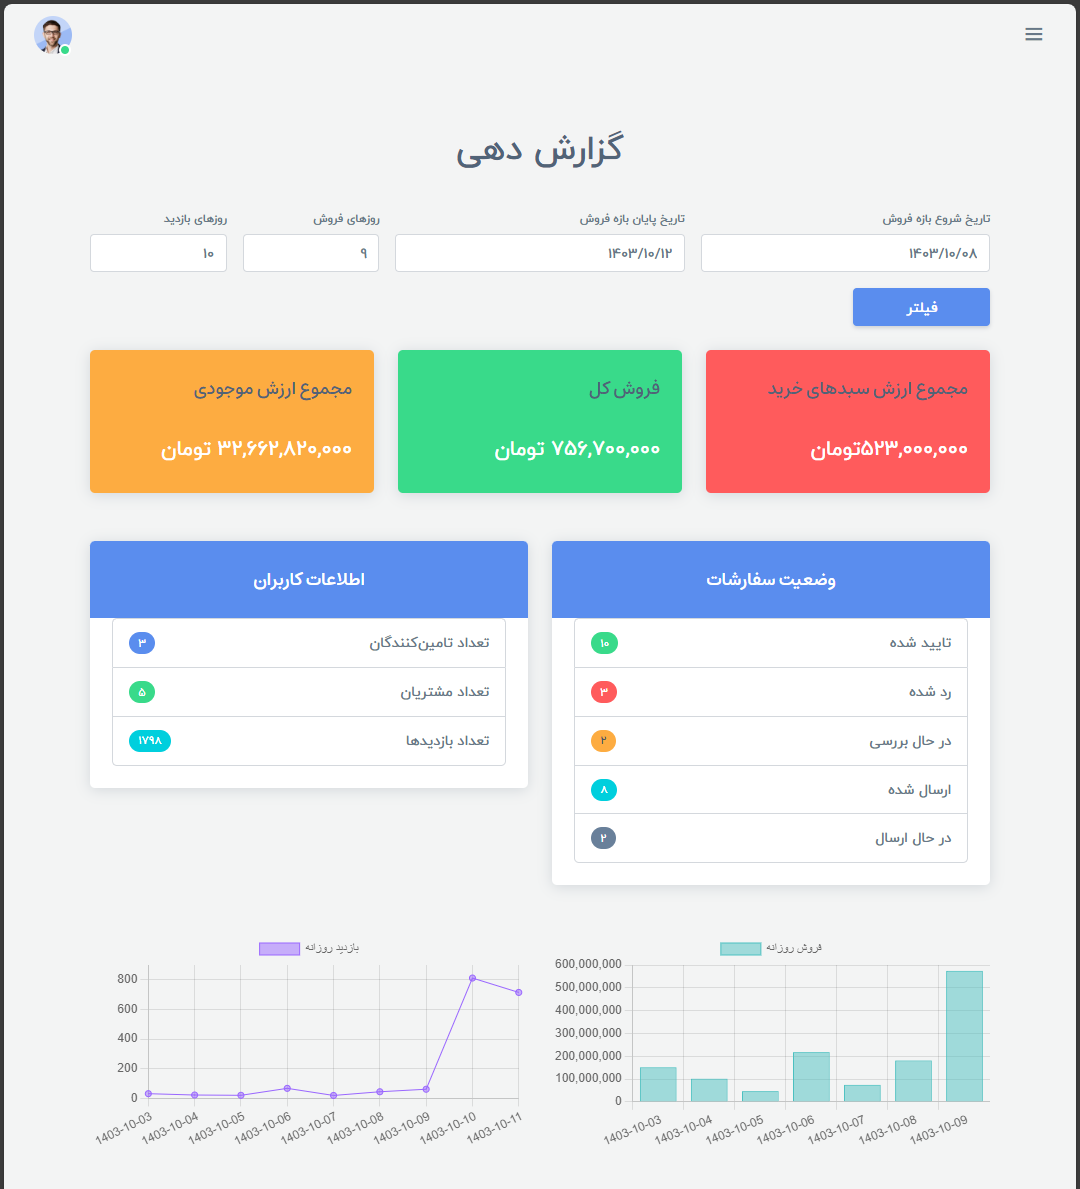 گزارش دهی
تاریخ شروع بازه فروش
۱۴۰۳/۱۰/۰۸
تاریخ پایان بازه فروش
۱۴۰۳/۱۰/۱۲
روزهای فروش
۹
روزهای بازدید
۱۰
فیلتر
مجموع ارزش سبدهای خرید
۵۲۳,۰۰۰,۰۰۰تومان
فروش کل
۷۵۶,۷۰۰,۰۰۰ تومان
مجموع ارزش موجودی
۳۲,۶۶۲,۸۲۰,۰۰۰ تومان
وضعیت سفارشات
تایید شده ۱۰
رد شده ۳
در حال بررسی ۲
ارسال شده ۸
در حال ارسال ۲
اطلاعات کاربران
تعداد تامین‌کنندگان ۳
تعداد مشتریان ۵
تعداد بازدیدها ۱۷۹۸
فروش روزانه
600,000,000
500,000,000
400,000,000
300,000,000
200,000,000
100,000,000
0
1403-10-03
1403-10-04
1403-10-05
1403-10-06
1403-10-07
1403-10-08
1403-10-09
بازدید روزانه
800
600
400
200
0
1403-10-03
1403-10-04
1403-10-05
1403-10-06
1403-10-07
1403-10-08
1403-10-09
1403-10-10
1403-10-11